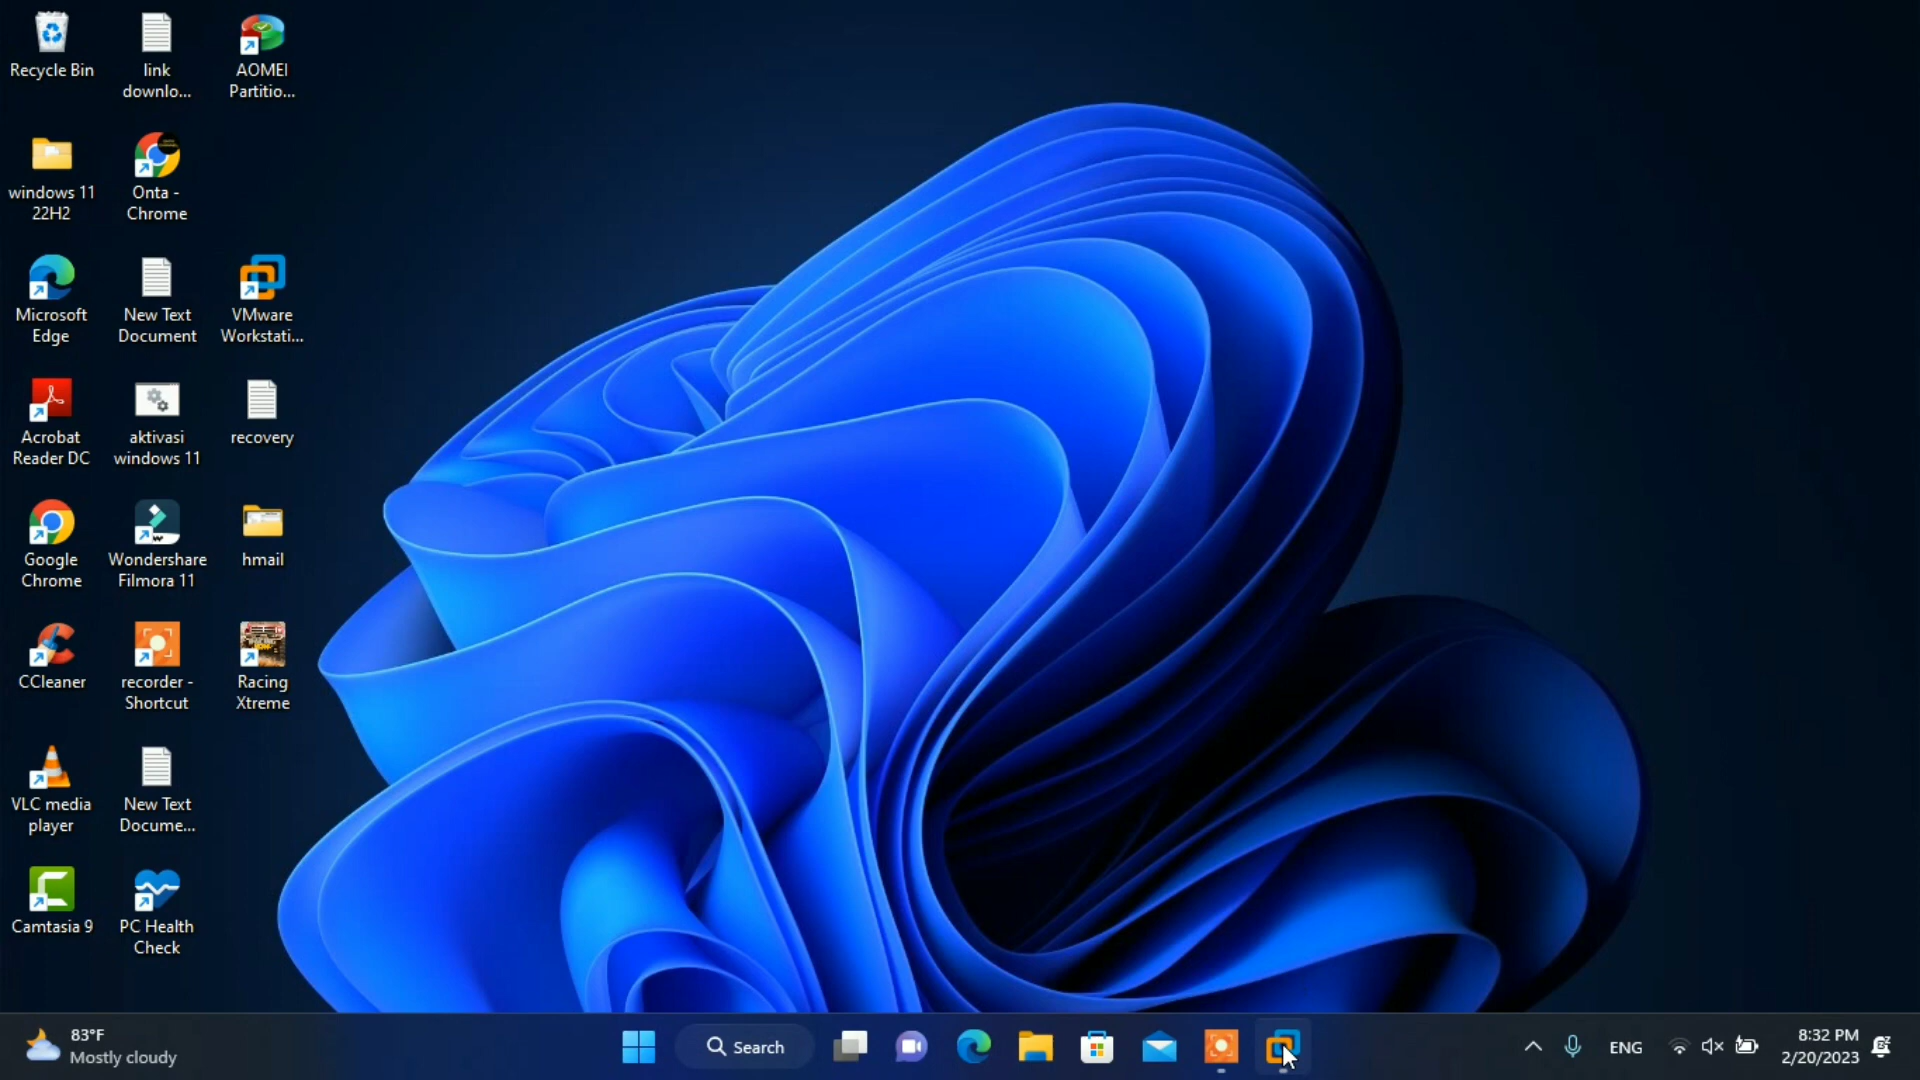 Recycle Bin
link
downlo...
AOMEI
Partitio...
windows 11
22H2
Onta -
Chrome
Microsoft
Edge
New Text
Document
VMware
Workstati...
Acrobat
Reader DC
aktivasi
windows 11
recovery
Google
Chrome
Wondershare
Filmora 11
hmail
CCleaner
recorder -
Shortcut
Racing
Xtreme
VLC media
player
New Text
Docume...
Camtasia 9
PC Health
Check
83°F
Mostly cloudy
Search
ENG
8:32 PM
2/20/2023